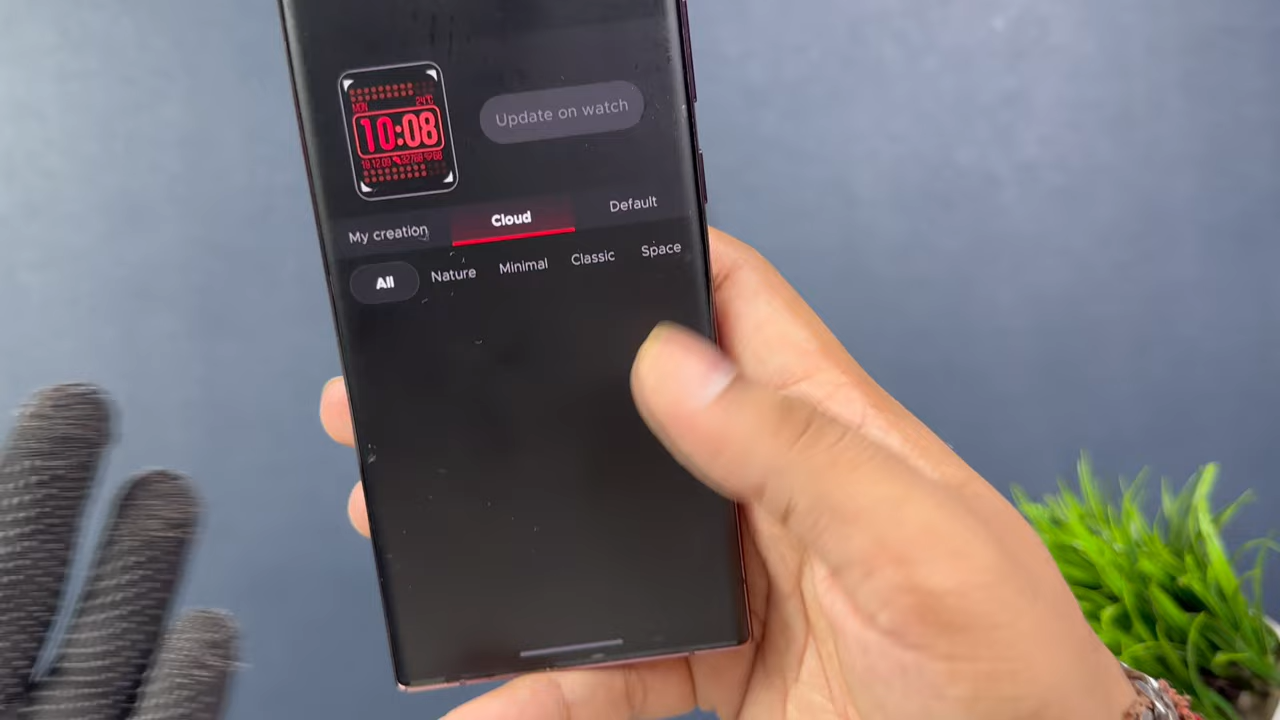 MON 24°C
10:08
Update on watch
My creation Cloud Default
All Nature Minimal Classic Space